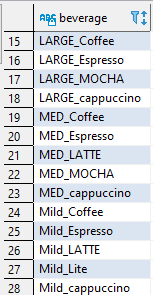 beverage
15 LARGE_Coffee
16 LARGE_Espresso
17 LARGE_MOCHA
18 LARGE_cappuccino
19 MED_Coffee
20 MED_Espresso
21 MED_LATTE
22 MED_MOCHA
23 MED_cappuccino
24 Mild_Coffee
25 Mild_Espresso
26 Mild_LATTE
27 Mild_Lite
28 Mild_cappuccino